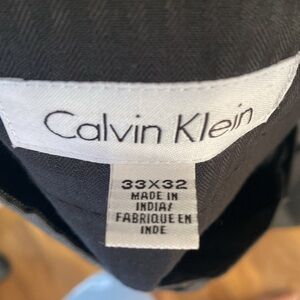 Calvin Klein
33X32
MADE IN
INDIA/
FABRIQUE EN
INDE